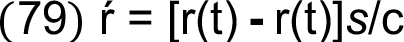 (79) ŕ = [r(t) - r(t)]s/c